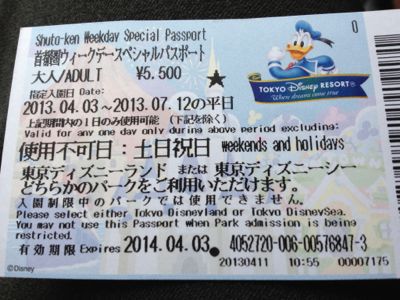 Shuto-ken Weekday Special Passport
0
首都圏ウィークデースペシャルパスポート
大人/ADULT ¥5,500
TOKYO Disney RESORT
Where dreams come true
指定入園日 Date:
2013.04.03～2013.07.12の平日
上記期間内の1日のみ使用可能 (下記を除く)
Valid for any one day only during above period excluding:
使用不可日：土日祝日 weekends and holidays
東京ディズニーランド または 東京ディズニーシー
どちらかのパークをご利用いただけます。
入園制限中のパークでは使用できません。
Please select either Tokyo Disneyland or Tokyo DisneySea.
You may not use this Passport when Park admission is being
restricted.
有効期限 Expires 2014.04.03. 4052720-006-00576847-3
©Disney
20130411 10:55 00007175